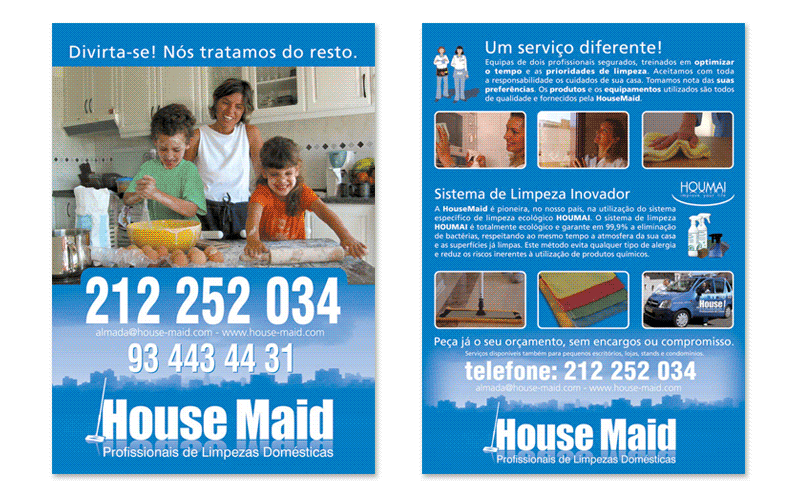 Divirta-se! Nós tratamos do resto.
212 252 034
almada@house-maid.com - www.house-maid.com
93 443 44 31
House Maid
Profissionais de Limpezas Domésticas
Um serviço diferente!
Equipas de dois profissionais segurados, treinados em optimizar
o tempo e as prioridades de limpeza. Aceitamos com toda
a responsabilidade os cuidados de sua casa. Tomamos nota das suas
preferências. Os produtos e os equipamentos utilizados são todos
de qualidade e fornecidos pela HouseMaid.
Sistema de Limpeza Inovador
HOUMAI
improve your life
A HouseMaid é pioneira, no nosso país, na utilização do sistema
específico de limpeza ecológico HOUMAI. O sistema de limpeza
HOUMAI é totalmente ecológico e garante em 99,9% a eliminação
de bactérias, respeitando ao mesmo tempo a atmosfera da sua casa
e as superfícies já limpas. Este método evita qualquer tipo de alergia
e reduz os riscos inerentes à utilização de produtos químicos.
House
Peça já o seu orçamento, sem encargos ou compromisso.
Serviços disponíveis também para pequenos escritórios, lojas, stands e condomínios.
telefone: 212 252 034
almada@house-maid.com - www.house-maid.com
House Maid
Profissionais de Limpezas Domésticas